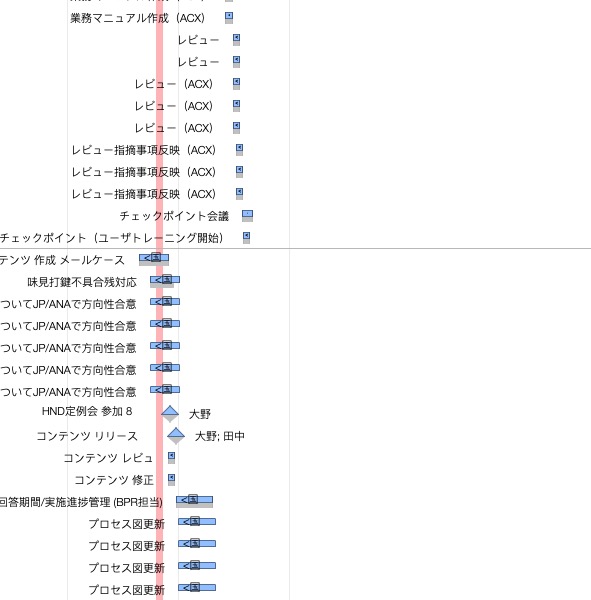 業務マニュアル作成（ACX）
レビュー
レビュー
レビュー（ACX）
レビュー（ACX）
レビュー（ACX）
レビュー指摘事項反映（ACX）
レビュー指摘事項反映（ACX）
レビュー指摘事項反映（ACX）
チェックポイント会議
チェックポイント（ユーザトレーニング開始）
テンツ 作成 メールケース
味見打鍵不具合残対応
ついてJP/ANAで方向性合意
ついてJP/ANAで方向性合意
ついてJP/ANAで方向性合意
ついてJP/ANAで方向性合意
ついてJP/ANAで方向性合意
HND定例会 参加 8 大野
コンテンツ リリース 大野; 田中
コンテンツ レビュ
コンテンツ 修正
回答期間/実施進捗管理 (BPR担当)
プロセス図更新
プロセス図更新
プロセス図更新
プロセス図更新